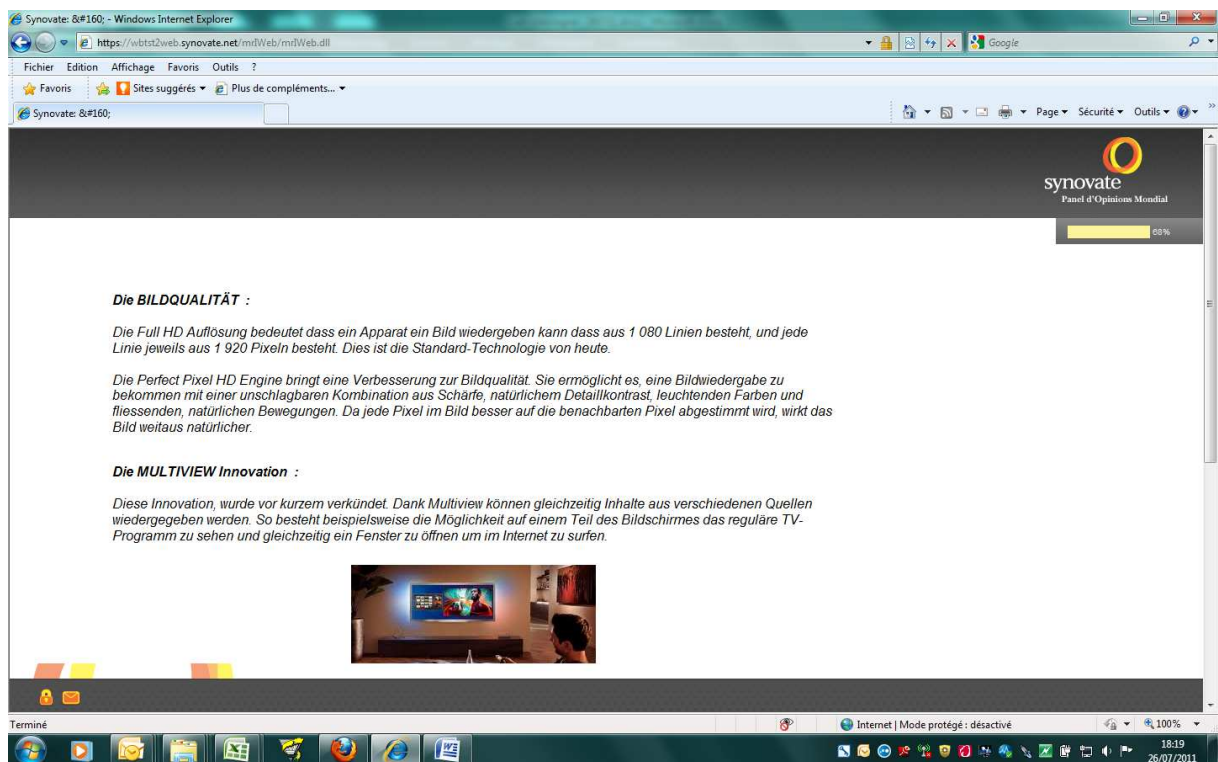 Synovate: &#160; - Windows Internet Explorer
https://wbtst2web.synovate.net/mrIWeb/mrIWeb.dll
Google
Fichier Edition Affichage Favoris Outils ?
Favoris Sites suggérés Plus de compléments...
Synovate: &#160;
Page Sécurité Outils
synovate
Panel d'Opinions Mondial
68%
Die BILDQUALITÄT :
Die Full HD Auflösung bedeutet dass ein Apparat ein Bild wiedergeben kann dass aus 1 080 Linien besteht, und jede
Linie jeweils aus 1 920 Pixeln besteht. Dies ist die Standard-Technologie von heute.
Die Perfect Pixel HD Engine bringt eine Verbesserung zur Bildqualität. Sie ermöglicht es, eine Bildwiedergabe zu
bekommen mit einer unschlagbaren Kombination aus Schärfe, natürlichem Detaillkontrast, leuchtenden Farben und
fliessenden, natürlichen Bewegungen. Da jede Pixel im Bild besser auf die benachbarten Pixel abgestimmt wird, wirkt das
Bild weitaus natürlicher.
Die MULTIVIEW Innovation :
Diese Innovation, wurde vor kurzem verkündet. Dank Multiview können gleichzeitig Inhalte aus verschiedenen Quellen
wiedergegeben werden. So besteht beispielsweise die Möglichkeit auf einem Teil des Bildschirmes das reguläre TV-
Programm zu sehen und gleichzeitig ein Fenster zu öffnen um im Internet zu surfen.
Terminé
Internet | Mode protégé : désactivé
100%
18:19
26/07/2011